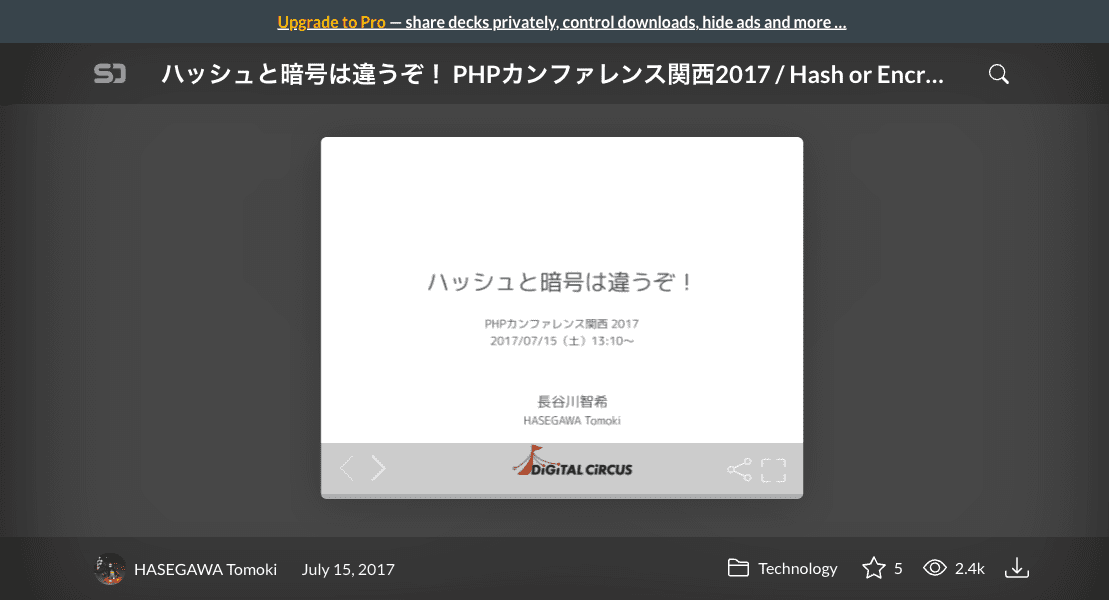 Upgrade to Pro — share decks privately, control downloads, hide ads and more …
ハッシュと暗号は違うぞ！ PHPカンファレンス関西2017 / Hash or Encr…
ハッシュと暗号は違うぞ！
PHPカンファレンス関西 2017
2017/07/15（土）13:10〜
長谷川智希
HASEGAWA Tomoki
DiGiTAL CiRCUS
HASEGAWA Tomoki July 15, 2017 Technology 5 2.4k